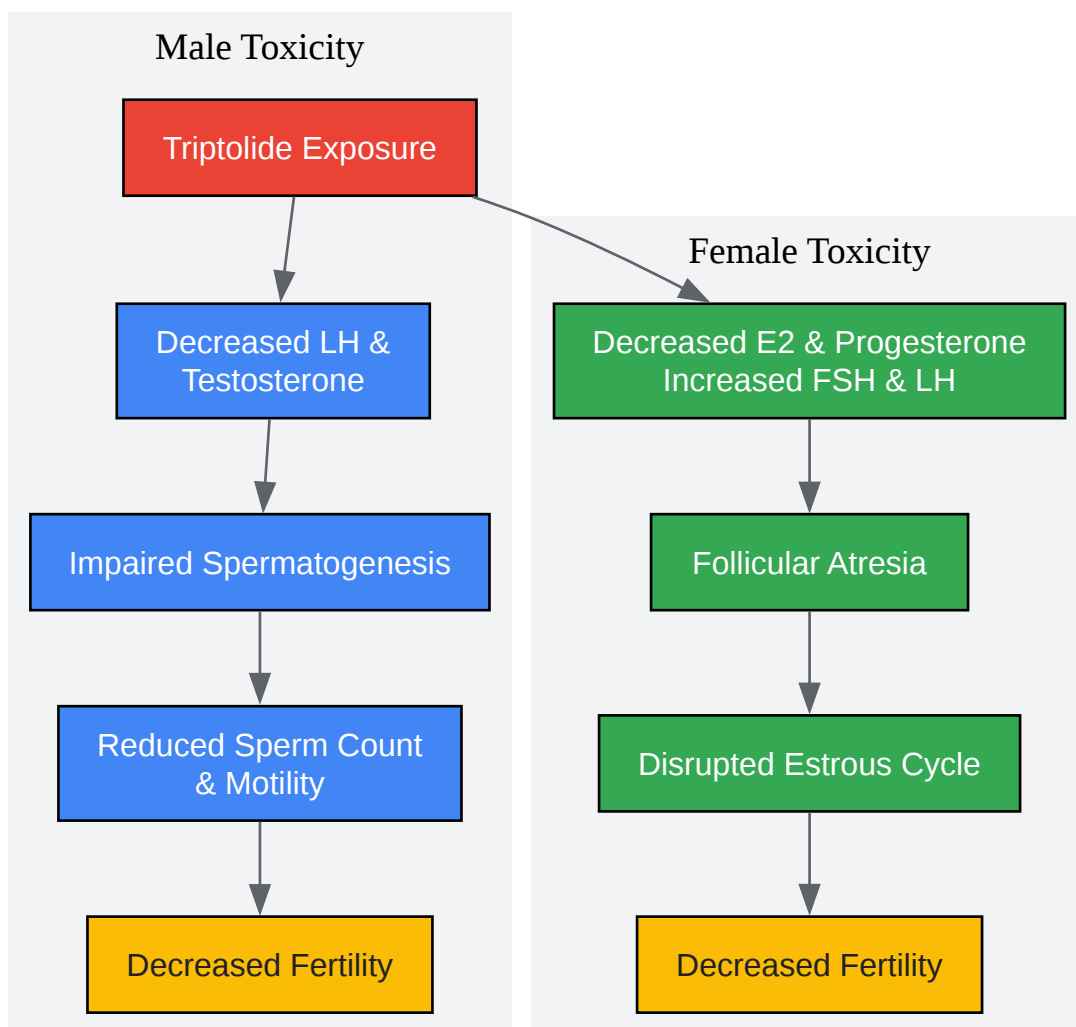 Male Toxicity
Triptolide Exposure
Decreased LH &
Testosterone
Impaired Spermatogenesis
Reduced Sperm Count
& Motility
Decreased Fertility
Female Toxicity
Decreased E2 & Progesterone
Increased FSH & LH
Follicular Atresia
Disrupted Estrous Cycle
Decreased Fertility